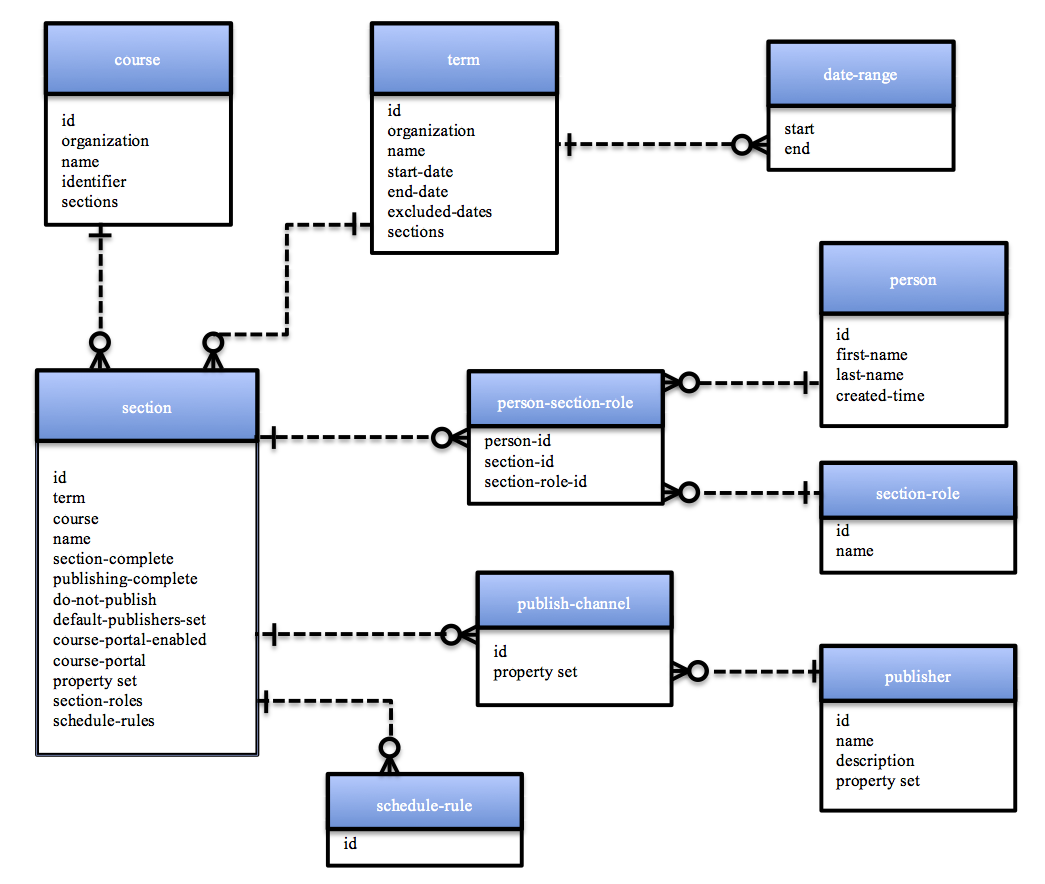 course
id
organization
name
identifier
sections
term
id
organization
name
start-date
end-date
excluded-dates
sections
date-range
start
end
person
id
first-name
last-name
created-time
section
id
term
course
name
section-complete
publishing-complete
do-not-publish
default-publishers-set
course-portal-enabled
course-portal
property set
section-roles
schedule-rules
person-section-role
person-id
section-id
section-role-id
section-role
id
name
publish-channel
id
property set
publisher
id
name
description
property set
schedule-rule
id